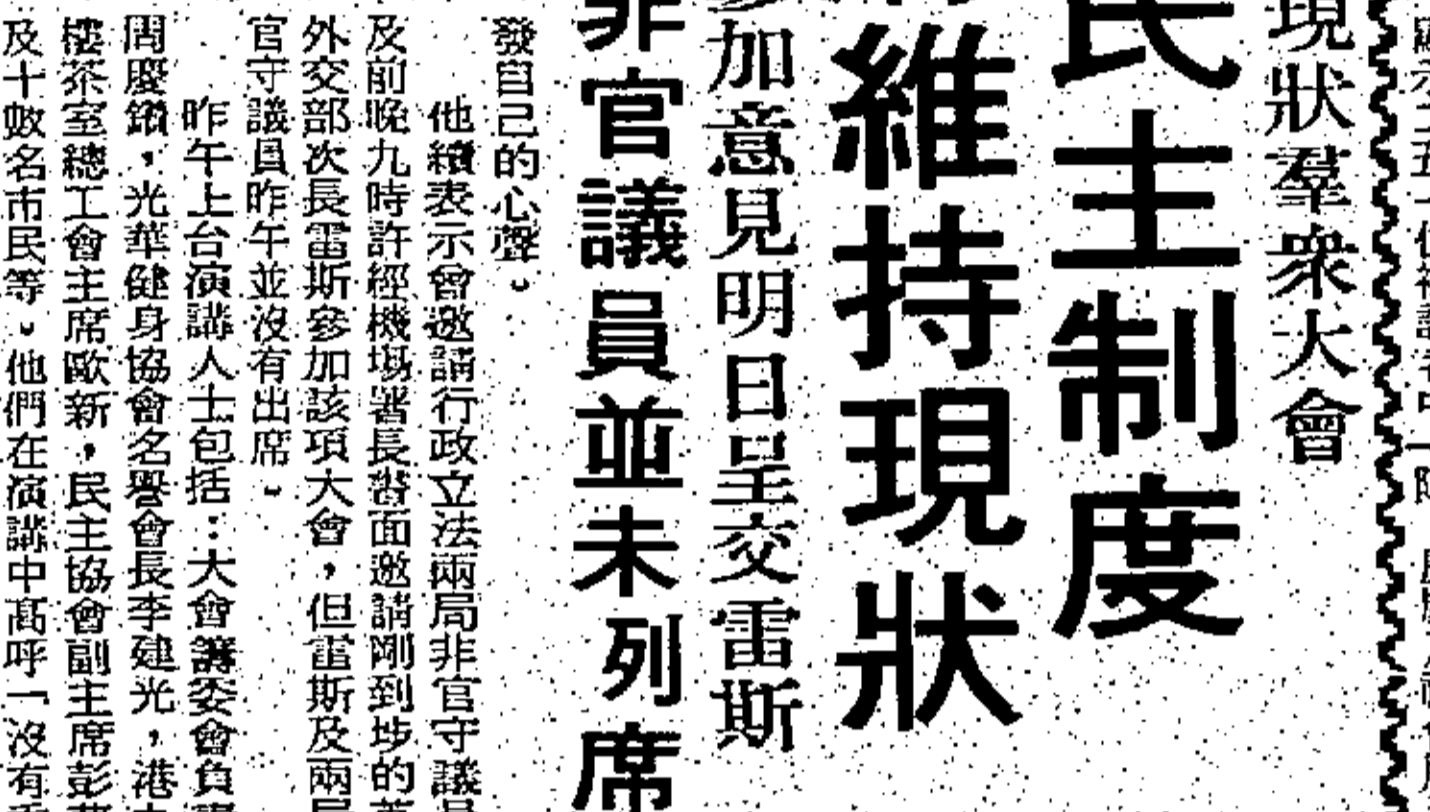 現狀羣衆大會
民主制度
維持現狀
參加意見明日呈交雷斯
非官議員並未列席
發自己的心聲。
他續表示會邀請行政立法兩局非官守議員
及前晚九時許經機場署長書面邀請剛到埗的英
外交部次長雷斯參加該項大會，但雷斯及兩局
官守議員昨午並沒有出席。
昨午上台演講人士包括：大會籌委會負責
周慶鏘，光華健身協會名譽會長李建光，港九
樓茶室總工會主席歐新，民主協會副主席彭
及十數名市民等。他們在演講中高呼「沒有